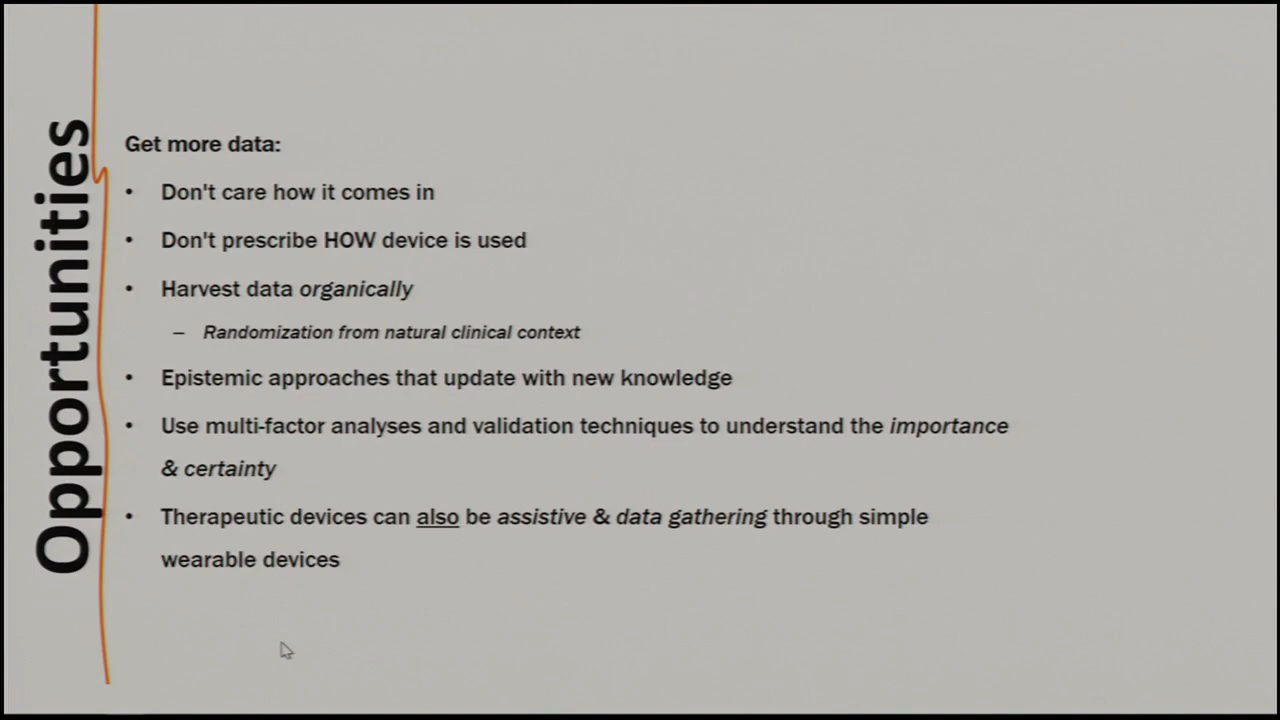 Opportunities
Get more data:
• Don't care how it comes in
• Don't prescribe HOW device is used
• Harvest data organically
– Randomization from natural clinical context
• Epistemic approaches that update with new knowledge
• Use multi-factor analyses and validation techniques to understand the importance
& certainty
• Therapeutic devices can also be assistive & data gathering through simple
wearable devices